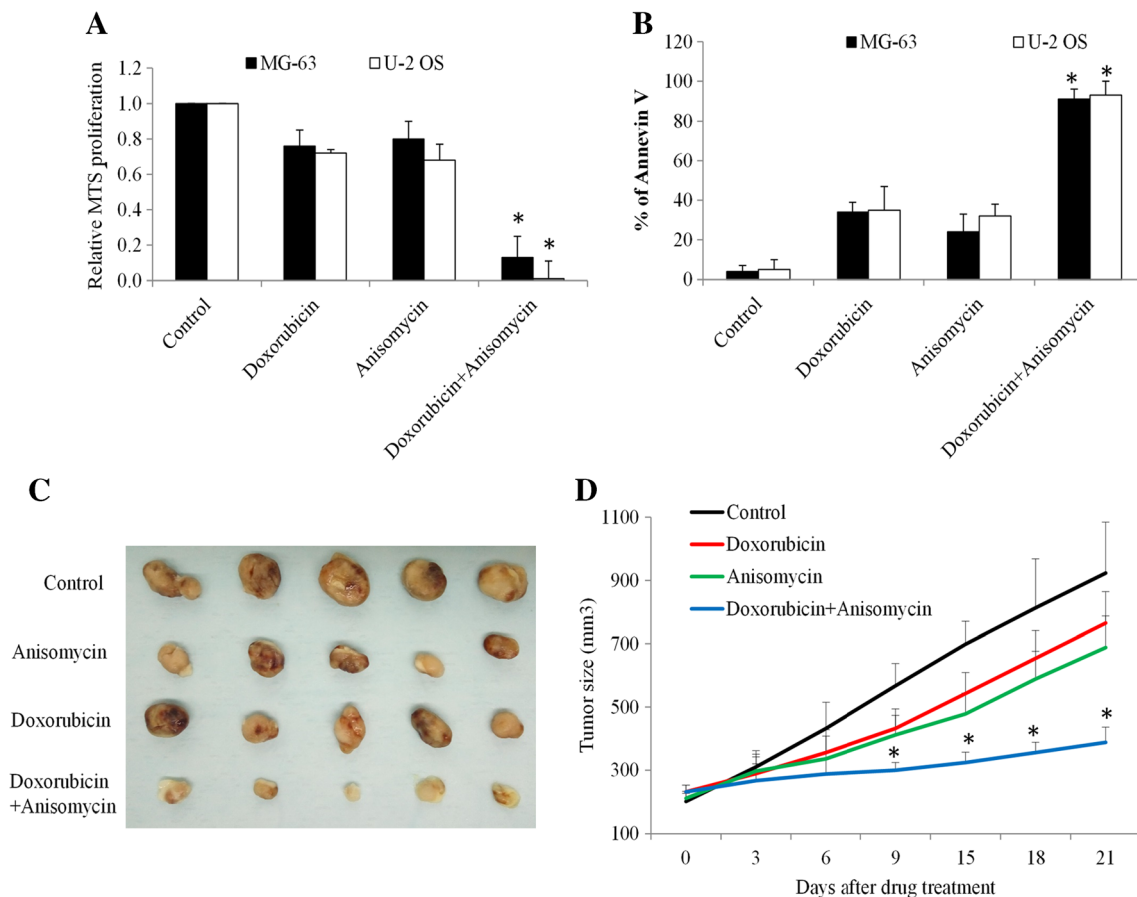 A
MG-63
U-2 OS
Relative MTS proliferation
1.2
1.0
0.8
0.6
0.4
0.2
0.0
*
*
Control
Doxorubicin
Anisomycin
Doxorubicin+Anisomycin
B
MG-63
U-2 OS
% of Annevin V
120
100
80
60
40
20
0
*
*
Control
Doxorubicin
Anisomycin
Doxorubicin+Anisomycin
C
Control
Anisomycin
Doxorubicin
Doxorubicin
+Anisomycin
D
Control
Doxorubicin
Anisomycin
Doxorubicin+Anisomycin
Tumor size (mm3)
1100
900
700
500
300
100
*
*
*
*
0 3 6 9 15 18 21
Days after drug treatment